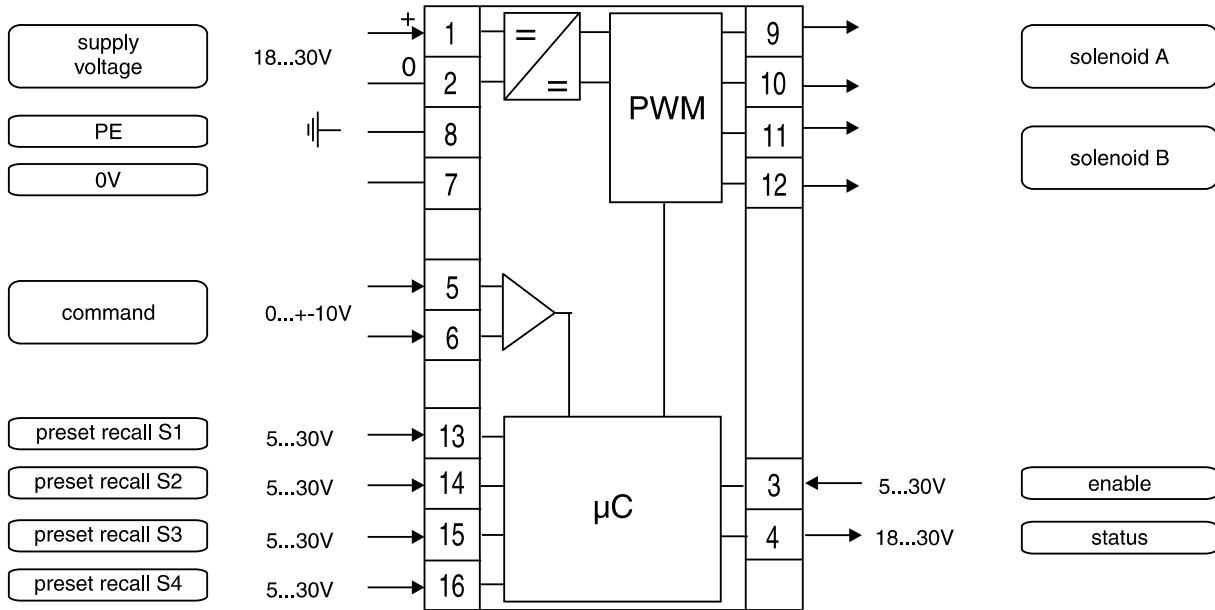 supply
voltage
18...30V
+
0
1
2
=
=
PWM
9
10
11
12
solenoid A
solenoid B
PE
8
0V
7
command
0...+-10V
5
6
preset recall S1
5...30V
13
preset recall S2
5...30V
14
preset recall S3
5...30V
15
preset recall S4
5...30V
16
µC
3
5...30V
enable
4
18...30V
status